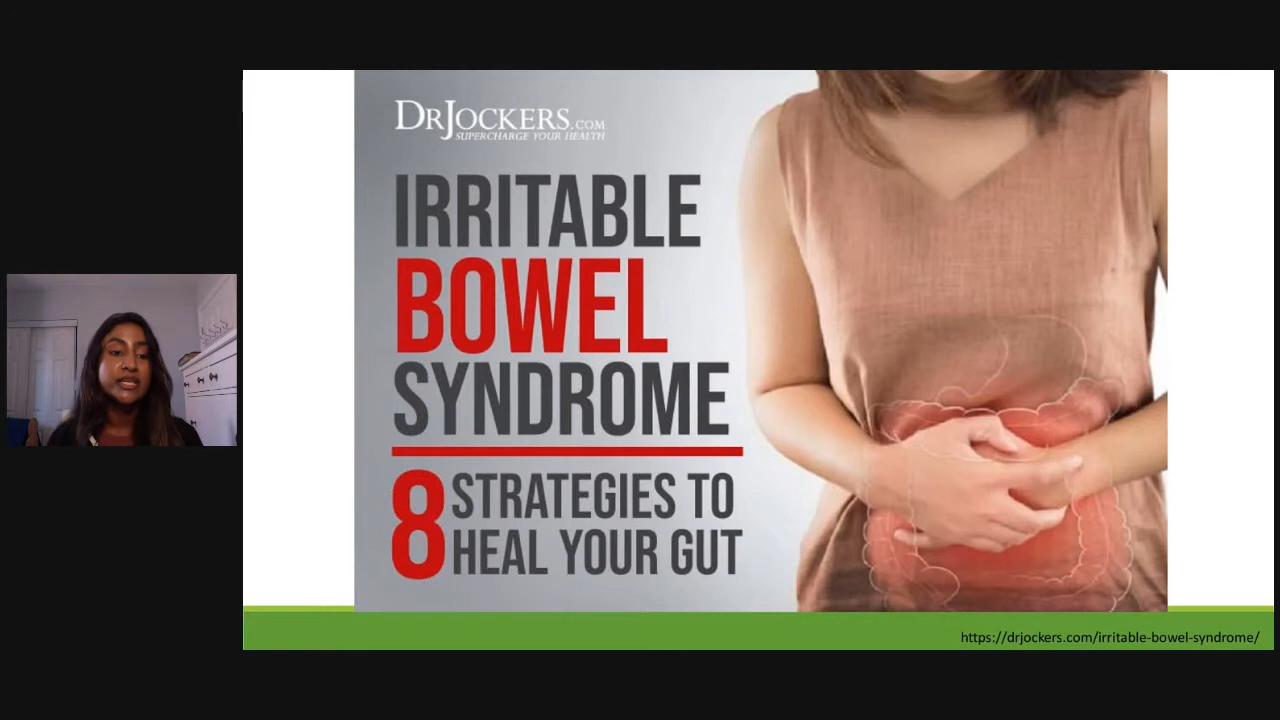 DRJOCKERS.COM
SUPERCHARGE YOUR HEALTH
IRRITABLE
BOWEL
SYNDROME
8 STRATEGIES TO
HEAL YOUR GUT
https://drjockers.com/irritable-bowel-syndrome/